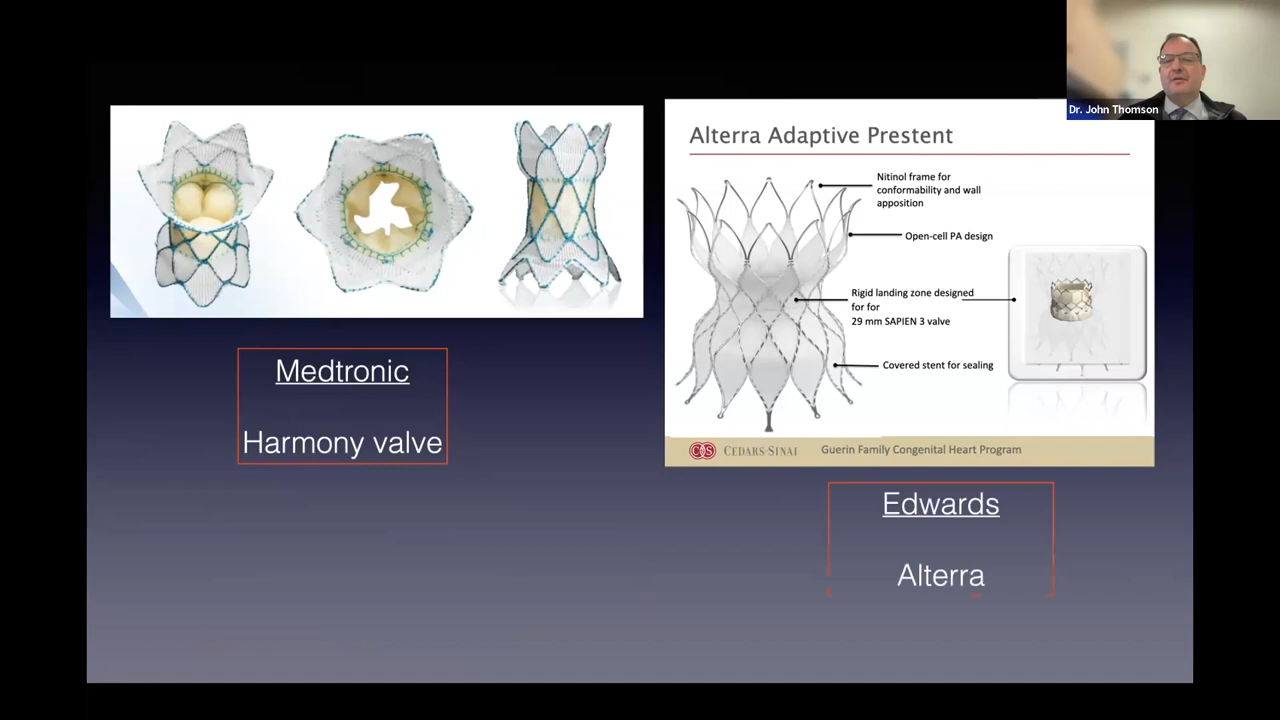 Dr. John Thomson
Alterra Adaptive Prestent
Nitinol frame for
conformability and wall
apposition
Open-cell PA design
Rigid landing zone designed
for for
29 mm SAPIEN 3 valve
Covered stent for sealing
CEDARS-SINAI
Guerin Family Congenital Heart Program
Medtronic
Harmony valve
Edwards
Alterra